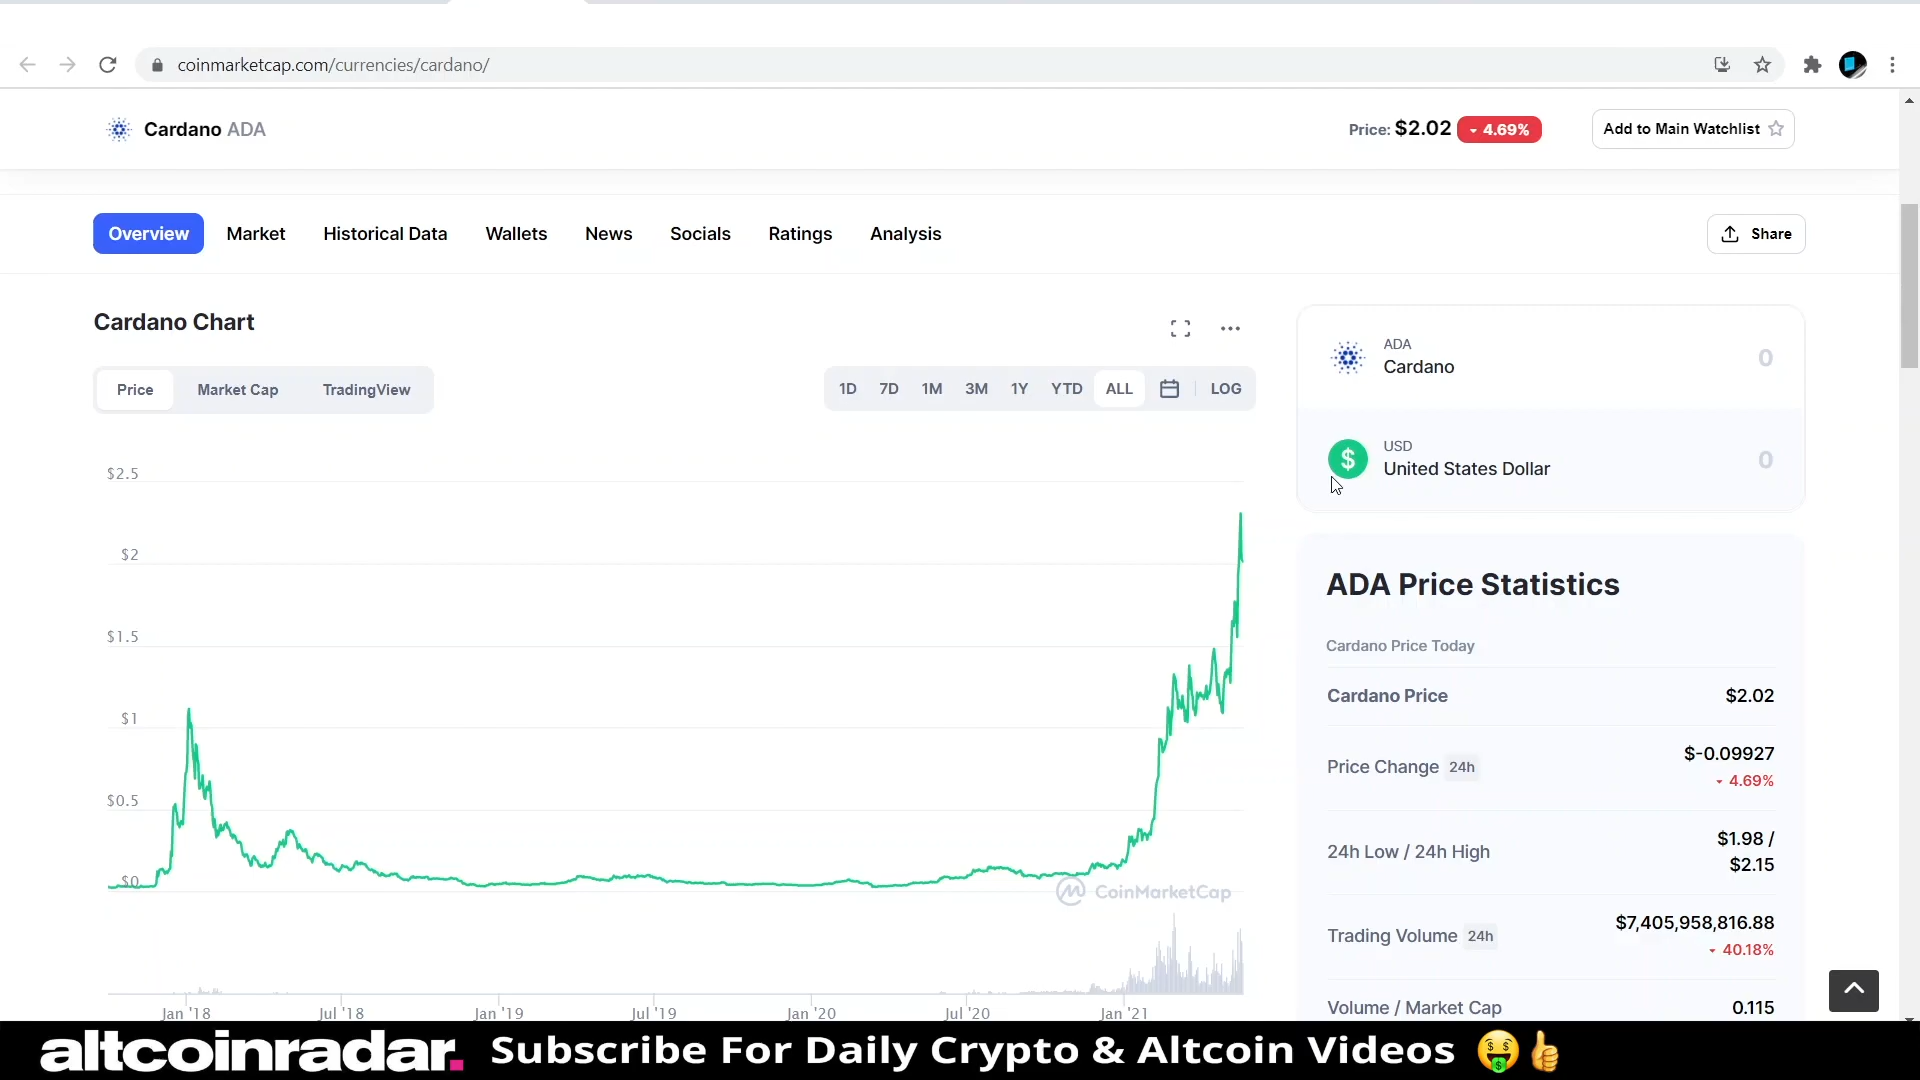 coinmarketcap.com/currencies/cardano/
Cardano ADA
Price: $2.02 4.69%
Add to Main Watchlist
Overview Market Historical Data Wallets News Socials Ratings Analysis
Share
Cardano Chart
Price Market Cap TradingView
1D 7D 1M 3M 1Y YTD ALL LOG
$2.5
$2
$1.5
$1
$0.5
$0
CoinMarketCap
Jan '18 Jul '18 Jan '19 Jul '19 Jan '20 Jul '20 Jan '21
ADA
Cardano 0
USD
$ United States Dollar 0
ADA Price Statistics
Cardano Price Today
Cardano Price $2.02
Price Change 24h $-0.09927
4.69%
24h Low / 24h High $1.98 /
$2.15
Trading Volume 24h $7,405,958,816.88
40.18%
Volume / Market Cap 0.115
altcoinradar. Subscribe For Daily Crypto & Altcoin Videos